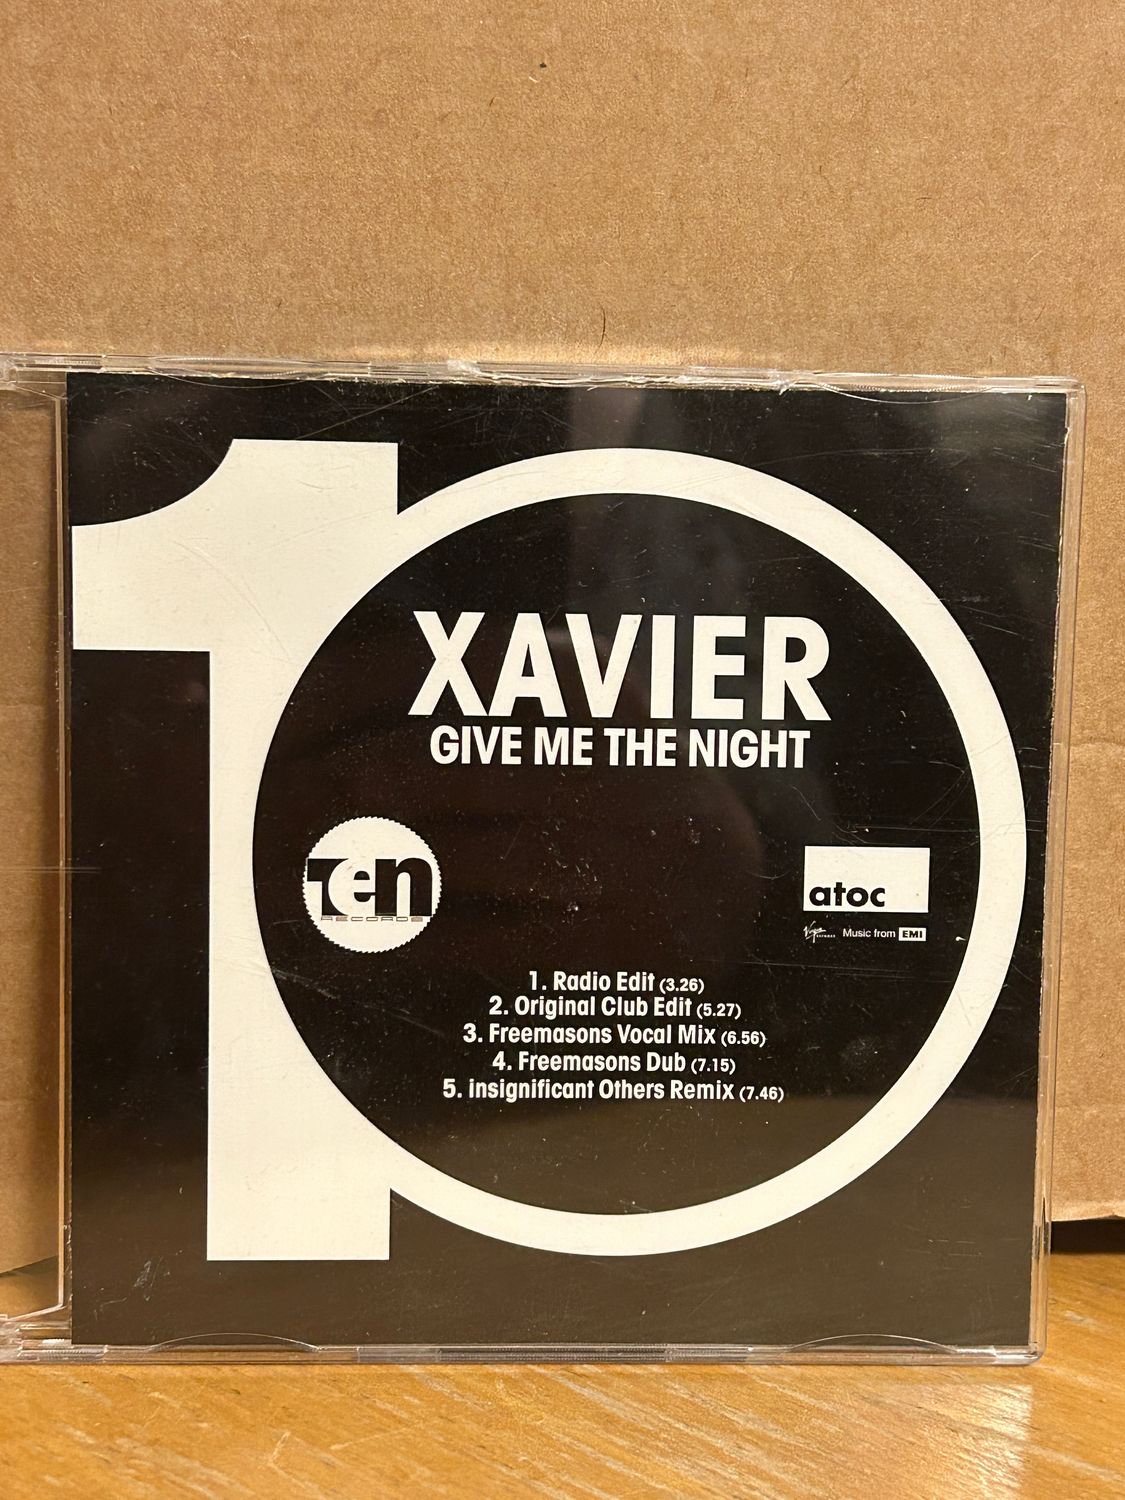 10
XAVIER
GIVE ME THE NIGHT
Ten
RECORDS
atoc
Virgin
Music from EMI
1. Radio Edit (3.26)
2. Original Club Edit (5.27)
3. Freemasons Vocal Mix (6.56)
4. Freemasons Dub (7.15)
5. insignificant Others Remix (7.46)